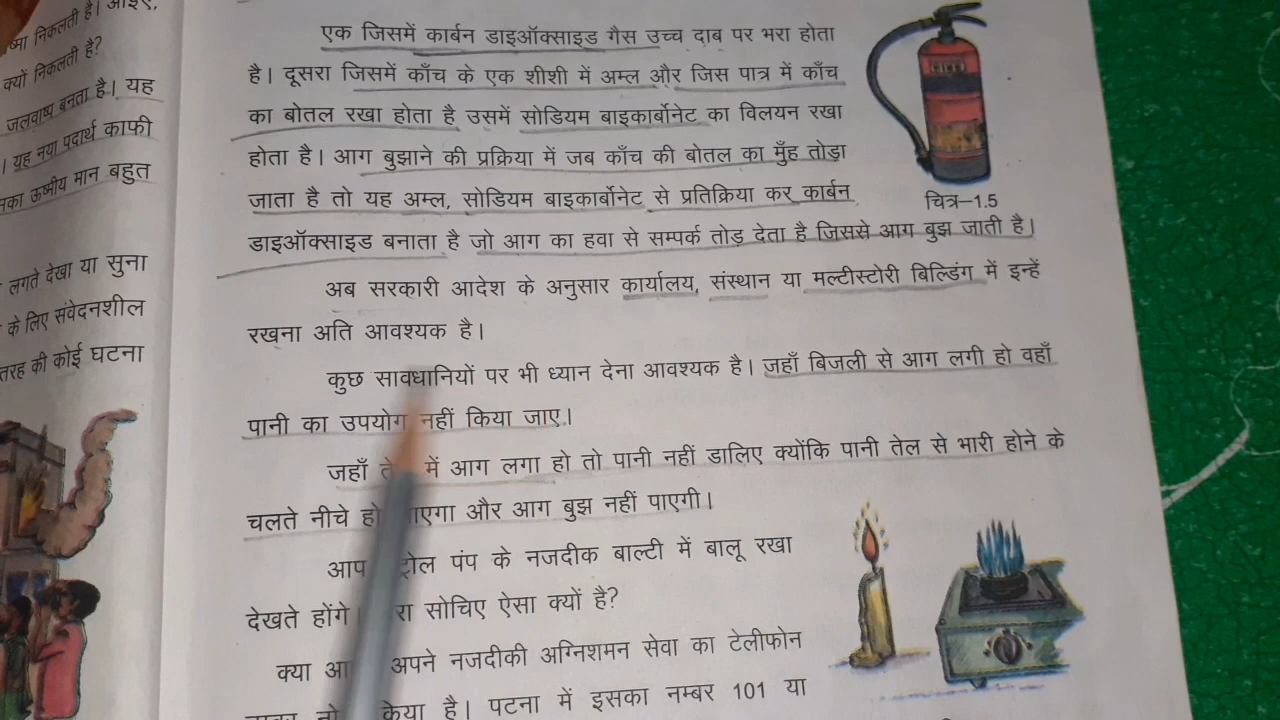 ष्मा निकलती है। आइए,
क्यों निकलती है?
जलवाष्प बनता है। यह
। यह नया पदार्थ काफी
सका ऊष्मीय मान बहुत
लगते देखा या सुना
के लिए संवेदनशील
तरह की कोई घटना
एक जिसमें कार्बन डाइऑक्साइड गैस उच्च दाब पर भरा होता
है। दूसरा जिसमें काँच के एक शीशी में अम्ल और जिस पात्र में काँच
का बोतल रखा होता है उसमें सोडियम बाइकार्बोनेट का विलयन रखा
होता है। आग बुझाने की प्रक्रिया में जब काँच की बोतल का मुँह तोड़ा
जाता है तो यह अम्ल, सोडियम बाइकार्बोनेट से प्रतिक्रिया कर कार्बन
डाइऑक्साइड बनाता है जो आग का हवा से सम्पर्क तोड़ देता है जिससे आग बुझ जाती है।
चित्र–1.5
अब सरकारी आदेश के अनुसार कार्यालय, संस्थान या मल्टीस्टोरी बिल्डिंग में इन्हें
रखना अति आवश्यक है।
कुछ सावधानियों पर भी ध्यान देना आवश्यक है। जहाँ बिजली से आग लगी हो वहाँ
पानी का उपयोग नहीं किया जाए।
जहाँ में आग लगा हो तो पानी नहीं डालिए क्योंकि पानी तेल से भारी होने के
चलते नीचे हो जाएगा और आग बुझ नहीं पाएगी।
आप पंप के नजदीक बाल्टी में बालू रखा
देखते होंगे। सोचिए ऐसा क्यों है?
क्या अपने नजदीकी अग्निशमन सेवा का टेलीफोन
किया है। पटना में इसका नम्बर 101 या